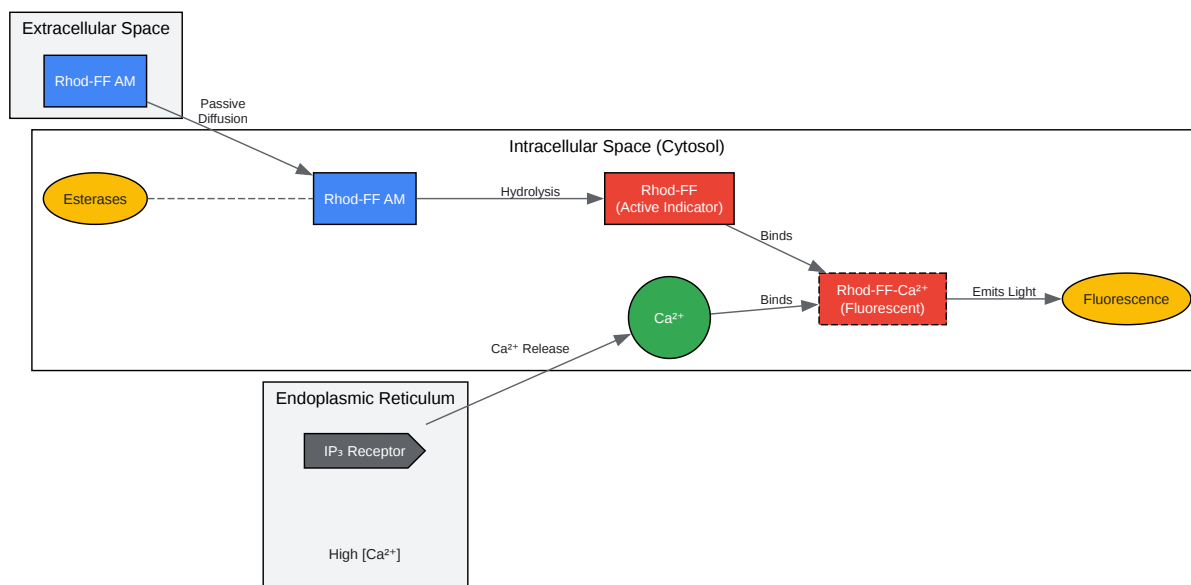 Extracellular Space
Rhod-FF AM
Passive
Diffusion
Intracellular Space (Cytosol)
Esterases
Rhod-FF AM
Hydrolysis
Rhod-FF
(Active Indicator)
Binds
Ca²⁺
Binds
Rhod-FF-Ca²⁺
(Fluorescent)
Emits Light
Fluorescence
Ca²⁺ Release
Endoplasmic Reticulum
IP₃ Receptor
High [Ca²⁺]